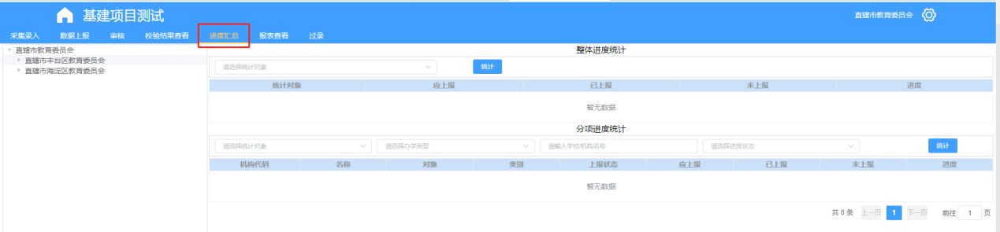 基建项目测试
直辖市教育委员会
采集录入 数据上报 审核 校验结果查看 进度汇总 报表查看 过录
直辖市教育委员会
直辖市丰台区教育委员会
直辖市海淀区教育委员会
整体进度统计
请选择统计对象 统计
统计对象 应上报 已上报 未上报 进度
暂无数据
分项进度统计
请选择统计对象 请选择办学类型 请输入学校/机构名称 请选择进度状态 统计
机构代码 名称 对象 类别 上报状态 应上报 已上报 未上报 进度
暂无数据
共 0 条 上一页 1 下一页 前往 1 页